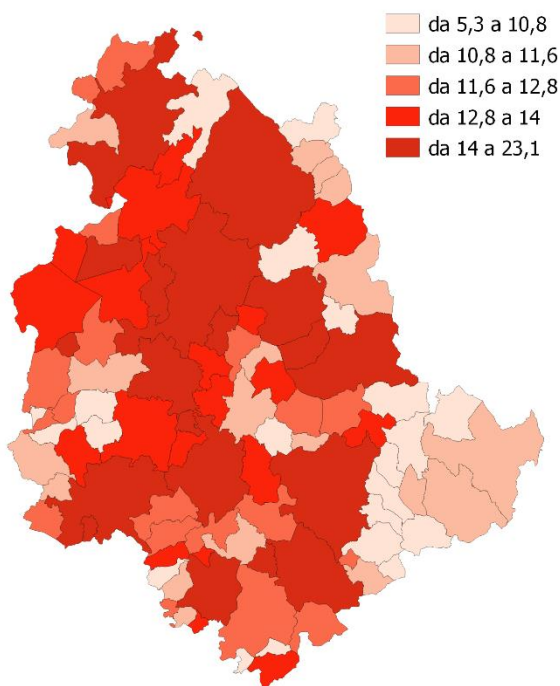 da 5,3 a 10,8
da 10,8 a 11,6
da 11,6 a 12,8
da 12,8 a 14
da 14 a 23,1